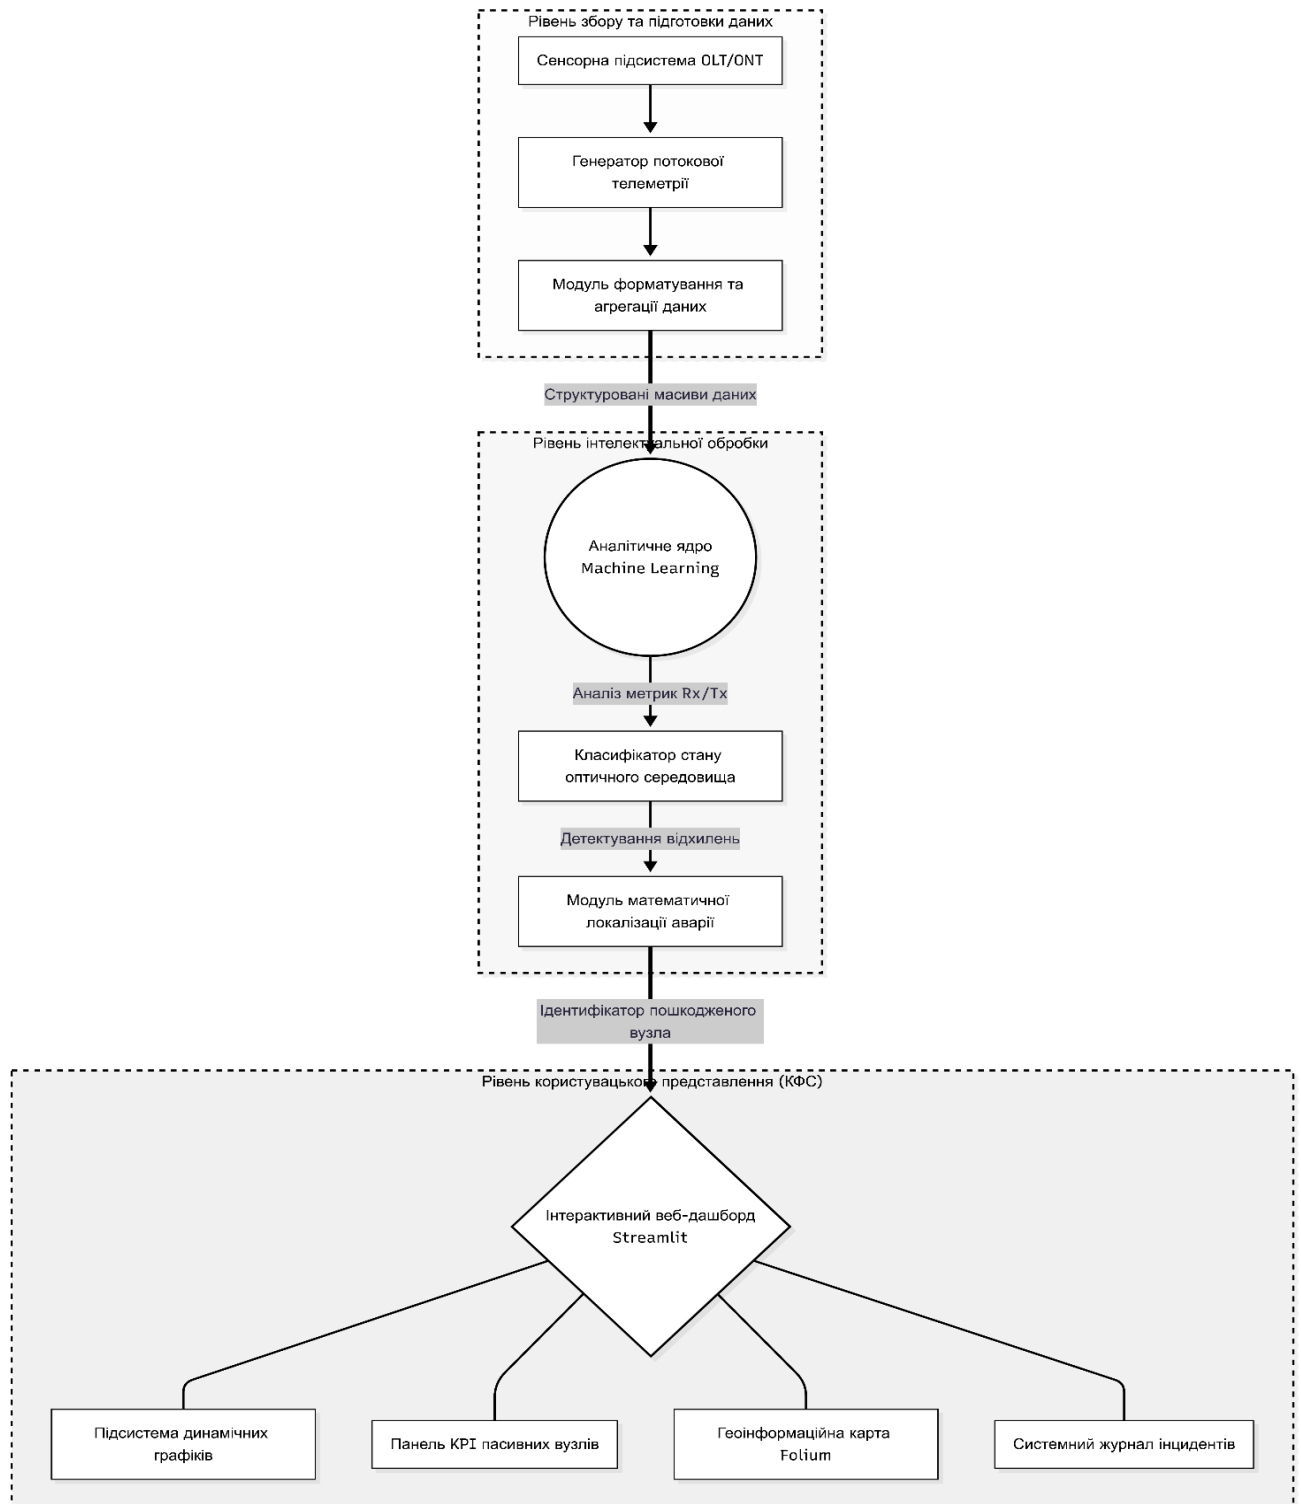 Рівень збору та підготовки даних
Сенсорна підсистема OLT/ONT
Генератор потокової
телеметрії
Модуль форматування та
агрегації даних
Структуровані масиви даних
Рівень інтелектуальної обробки
Аналітичне ядро
Machine Learning
Аналіз метрик Rx/Tx
Класифікатор стану
оптичного середовища
Детектування відхилень
Модуль математичної
локалізації аварії
Ідентифікатор пошкодженого
вузла
Рівень користувацького представлення (КФС)
Інтерактивний веб-дашборд
Streamlit
Підсистема динамічних
графіків
Панель KPI пасивних вузлів
Геоінформаційна карта
Folium
Системний журнал інцидентів